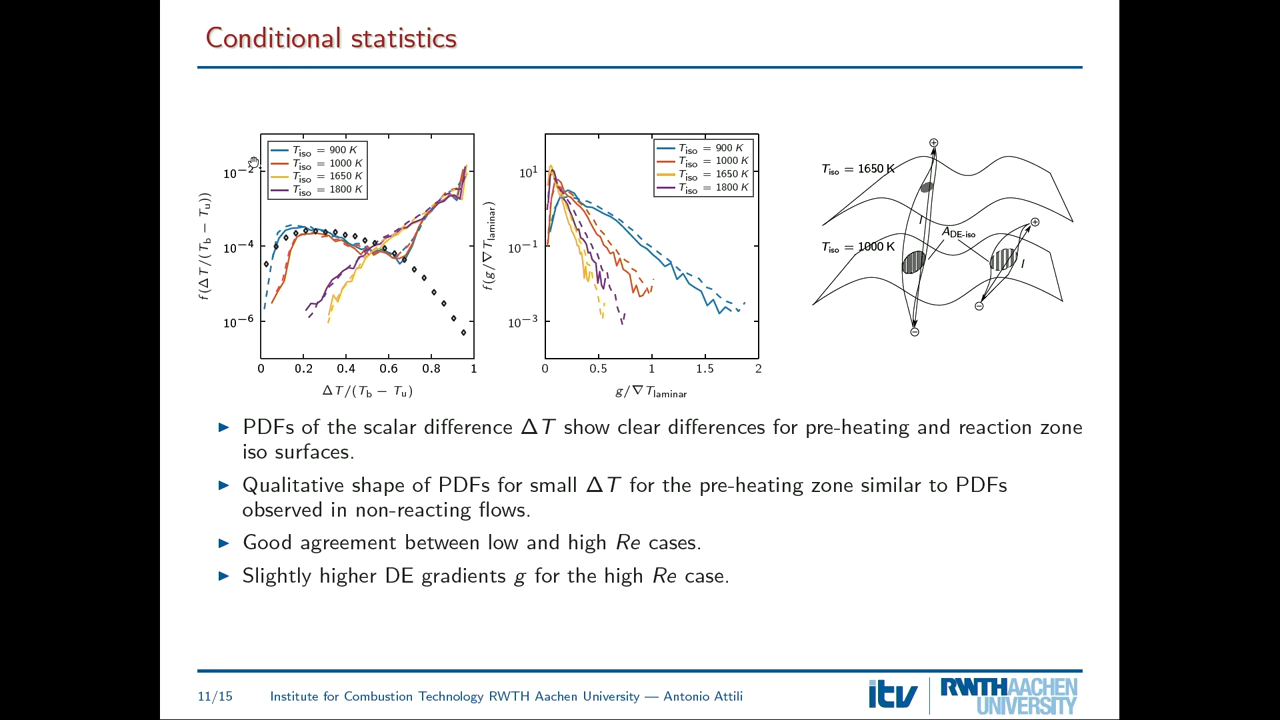 Conditional statistics
T_iso = 900 K
T_iso = 1000 K
T_iso = 1650 K
T_iso = 1800 K
10^−2
10^−4
10^−6
f(ΔT/(T_b − T_u))
0 0.2 0.4 0.6 0.8 1
ΔT/(T_b − T_u)
T_iso = 900 K
T_iso = 1000 K
T_iso = 1650 K
T_iso = 1800 K
10^1
10^−1
10^−3
f(g/∇T_laminar)
0 0.5 1 1.5 2
g/∇T_laminar
T_iso = 1650 K
l
T_iso = 1000 K
A_DE-iso
l
▶ PDFs of the scalar difference ΔT show clear differences for pre-heating and reaction zone
iso surfaces.
▶ Qualitative shape of PDFs for small ΔT for the pre-heating zone similar to PDFs
observed in non-reacting flows.
▶ Good agreement between low and high Re cases.
▶ Slightly higher DE gradients g for the high Re case.
11/15 Institute for Combustion Technology RWTH Aachen University — Antonio Attili
itv
RWTH AACHEN
UNIVERSITY